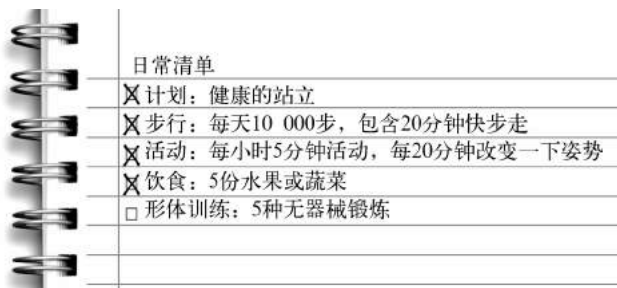 日常清单
☒ 计划：健康的站立
☒ 步行：每天10 000步，包含20分钟快步走
☒ 活动：每小时5分钟活动，每20分钟改变一下姿势
☒ 饮食：5份水果或蔬菜
□ 形体训练：5种无器械锻炼